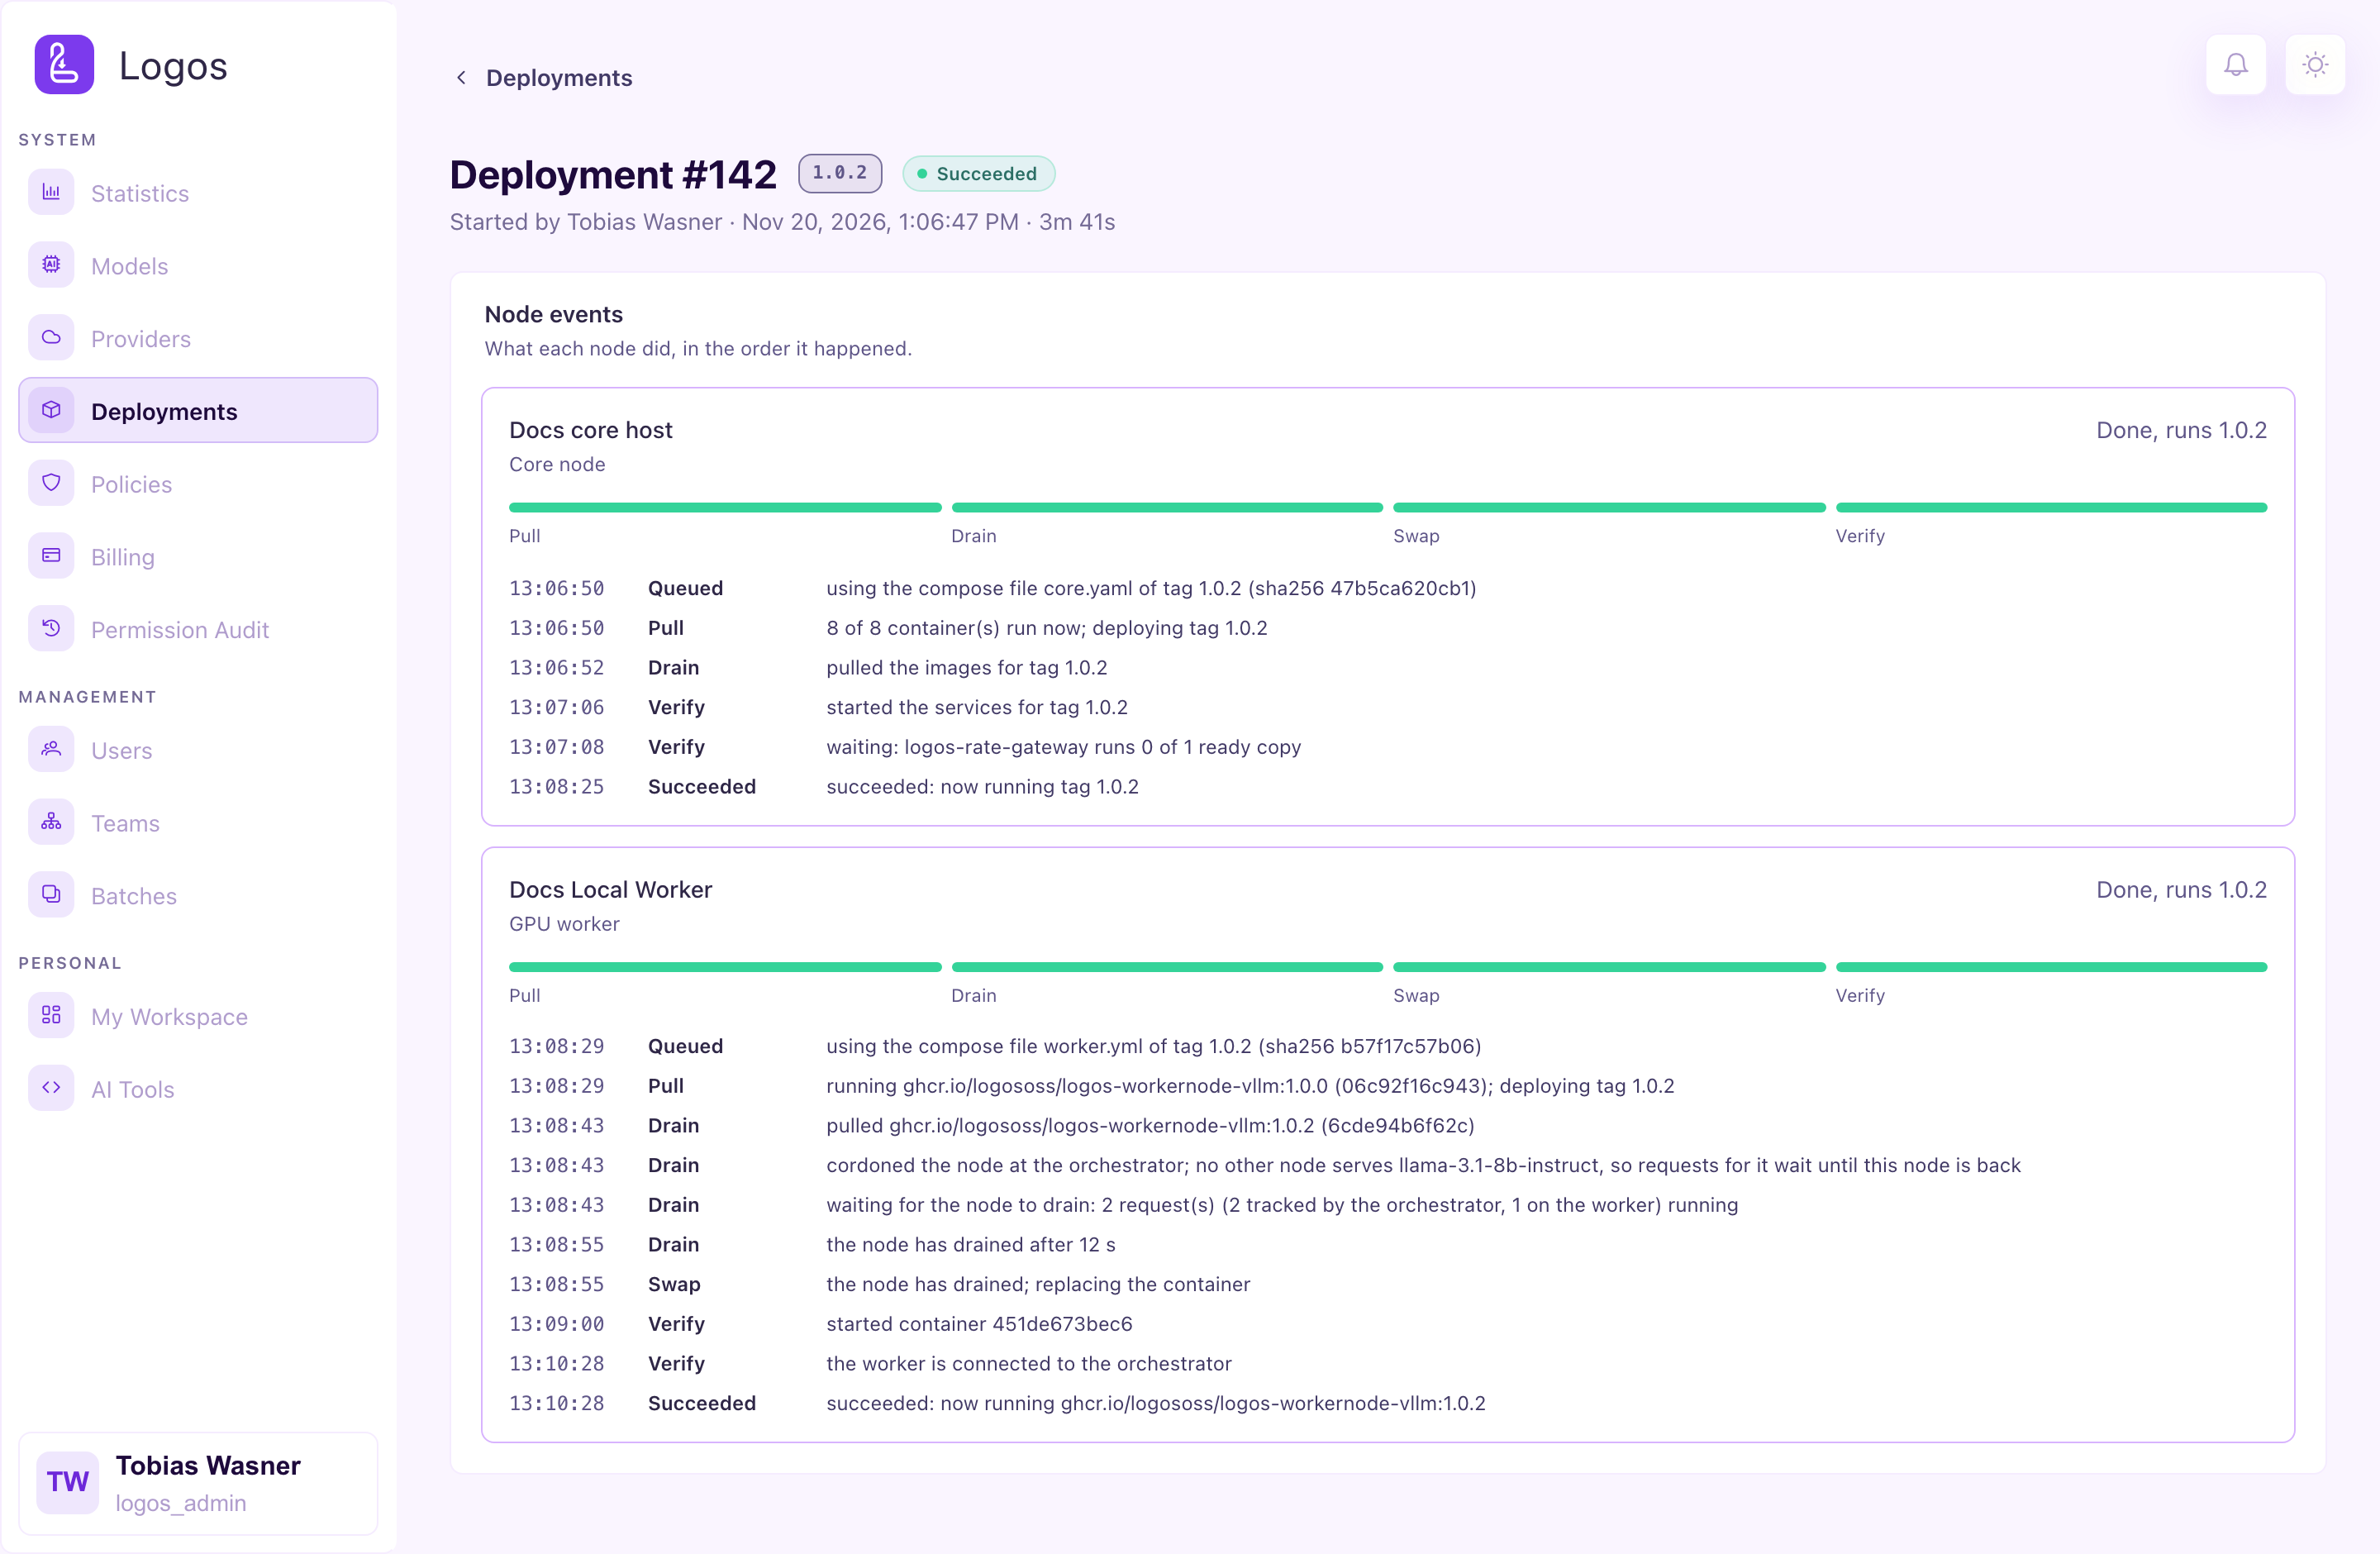 Logos
SYSTEM
Statistics
Models
Providers
Deployments
Policies
Billing
Permission Audit
MANAGEMENT
Users
Teams
Batches
PERSONAL
My Workspace
AI Tools
TW
Tobias Wasner
logos_admin
Deployments
Deployment #142 1.0.2 Succeeded
Started by Tobias Wasner · Nov 20, 2026, 1:06:47 PM · 3m 41s
Node events
What each node did, in the order it happened.
Docs core host Done, runs 1.0.2
Core node
Pull Drain Swap Verify
13:06:50 Queued using the compose file core.yaml of tag 1.0.2 (sha256 47b5ca620cb1)
13:06:50 Pull 8 of 8 container(s) run now; deploying tag 1.0.2
13:06:52 Drain pulled the images for tag 1.0.2
13:07:06 Verify started the services for tag 1.0.2
13:07:08 Verify waiting: logos-rate-gateway runs 0 of 1 ready copy
13:08:25 Succeeded succeeded: now running tag 1.0.2
Docs Local Worker Done, runs 1.0.2
GPU worker
Pull Drain Swap Verify
13:08:29 Queued using the compose file worker.yml of tag 1.0.2 (sha256 b57f17c57b06)
13:08:29 Pull running ghcr.io/logososs/logos-workernode-vllm:1.0.0 (06c92f16c943); deploying tag 1.0.2
13:08:43 Drain pulled ghcr.io/logososs/logos-workernode-vllm:1.0.2 (6cde94b6f62c)
13:08:43 Drain cordoned the node at the orchestrator; no other node serves llama-3.1-8b-instruct, so requests for it wait until this node is back
13:08:43 Drain waiting for the node to drain: 2 request(s) (2 tracked by the orchestrator, 1 on the worker) running
13:08:55 Drain the node has drained after 12 s
13:08:55 Swap the node has drained; replacing the container
13:09:00 Verify started container 451de673bec6
13:10:28 Verify the worker is connected to the orchestrator
13:10:28 Succeeded succeeded: now running ghcr.io/logososs/logos-workernode-vllm:1.0.2